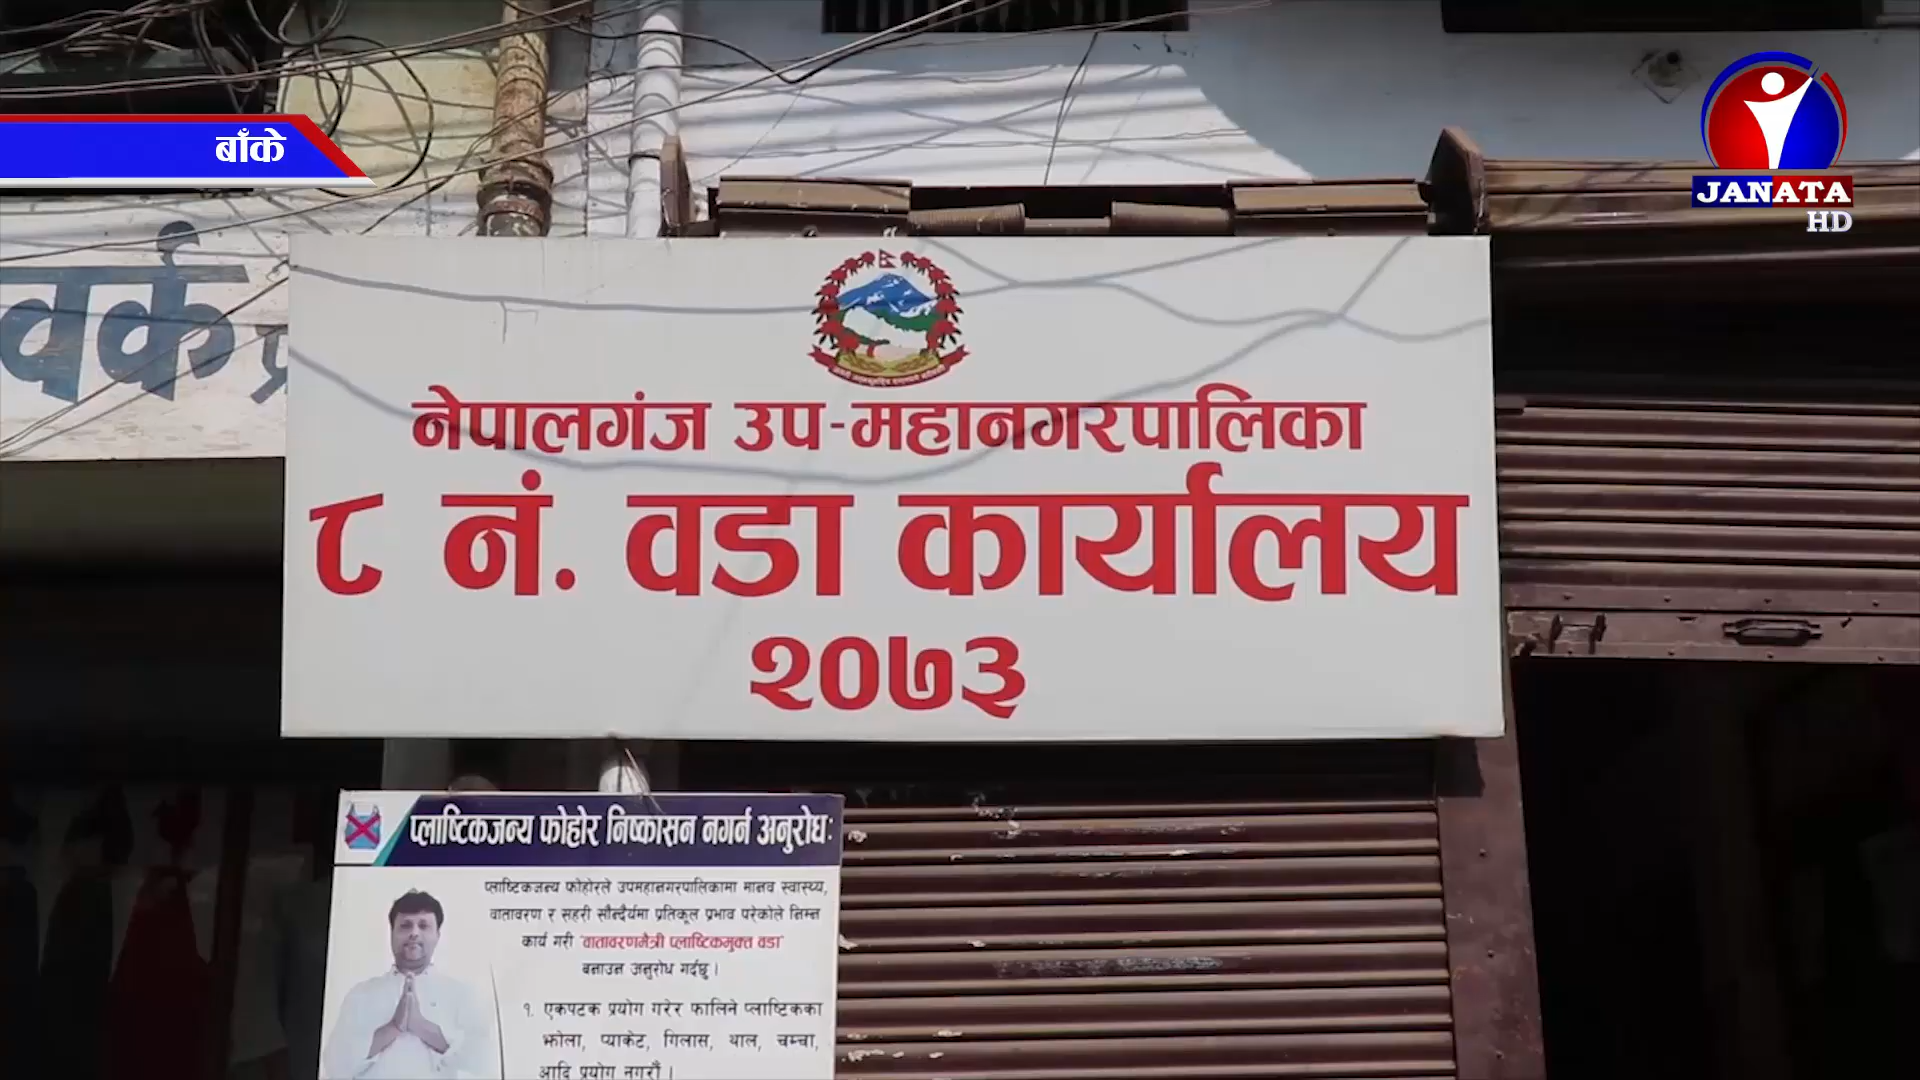 बाँके
JANATA
HD
वर्क प्र
नेपालगंज उप-महानगरपालिका
८ नं. वडा कार्यालय
२०७३
प्लाष्टिकजन्य फोहोर निष्कासन नगर्न अनुरोधः
प्लाष्टिकजन्य फोहोरले उपमहानगरपालिकामा मानव स्वास्थ्य,
वातावरण र सहरी सौन्दर्यमा प्रतिकूल प्रभाव परेकोले निम्न
कार्य गरी "वातावरणमैत्री प्लाष्टिकमुक्त वडा"
बनाउन अनुरोध गर्दछु ।
१. एकपटक प्रयोग गरेर फालिने प्लाष्टिकका
झोला, प्याकेट, गिलास, थाल, चम्चा,
आदि प्रयोग नगरौं ।